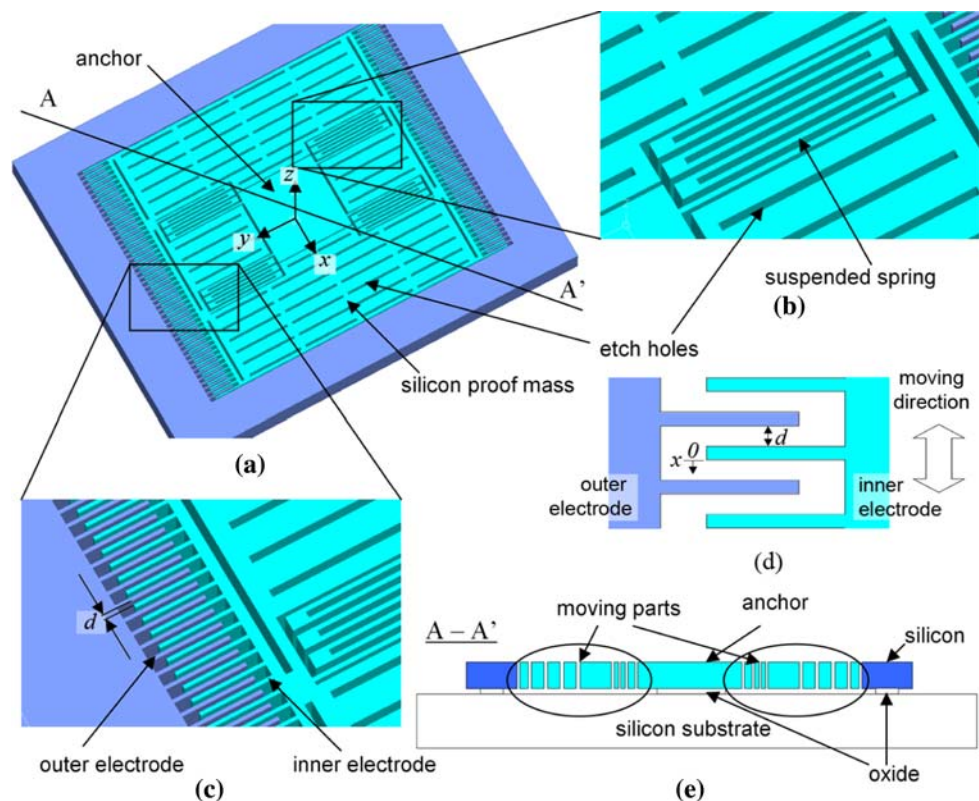 anchor
A
z
y
x
A'
etch holes
silicon proof mass
(a)
suspended spring
(b)
d
outer electrode
inner electrode
(c)
moving
direction
d
x 0
outer
electrode
inner
electrode
(d)
A – A'
moving parts
anchor
silicon
silicon substrate
oxide
(e)